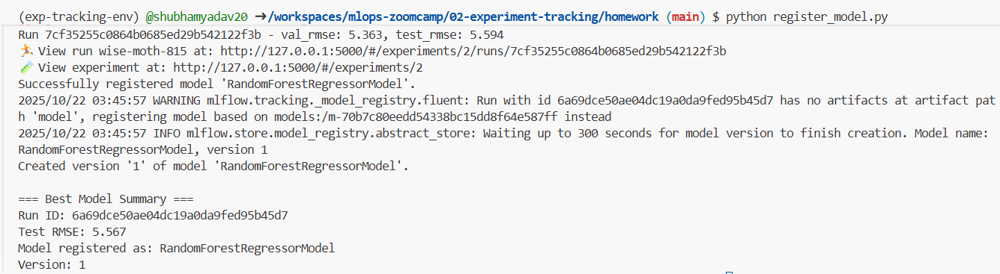 (exp-tracking-env) @shubhamyadav20 ➜/workspaces/mlops-zoomcamp/02-experiment-tracking/homework (main) $ python register_model.py
Run 7cf35255c0864b0685ed29b542122f3b - val_rmse: 5.363, test_rmse: 5.594
🏃 View run wise-moth-815 at: http://127.0.0.1:5000/#/experiments/2/runs/7cf35255c0864b0685ed29b542122f3b
🧪 View experiment at: http://127.0.0.1:5000/#/experiments/2
Successfully registered model 'RandomForestRegressorModel'.
2025/10/22 03:45:57 WARNING mlflow.tracking._model_registry.fluent: Run with id 6a69dce50ae04dc19a0da9fed95b45d7 has no artifacts at artifact pat
h 'model', registering model based on models:/m-70b7c80eedd54338bc15dd8f64e587ff instead
2025/10/22 03:45:57 INFO mlflow.store.model_registry.abstract_store: Waiting up to 300 seconds for model version to finish creation. Model name:
RandomForestRegressorModel, version 1
Created version '1' of model 'RandomForestRegressorModel'.
=== Best Model Summary ===
Run ID: 6a69dce50ae04dc19a0da9fed95b45d7
Test RMSE: 5.567
Model registered as: RandomForestRegressorModel
Version: 1